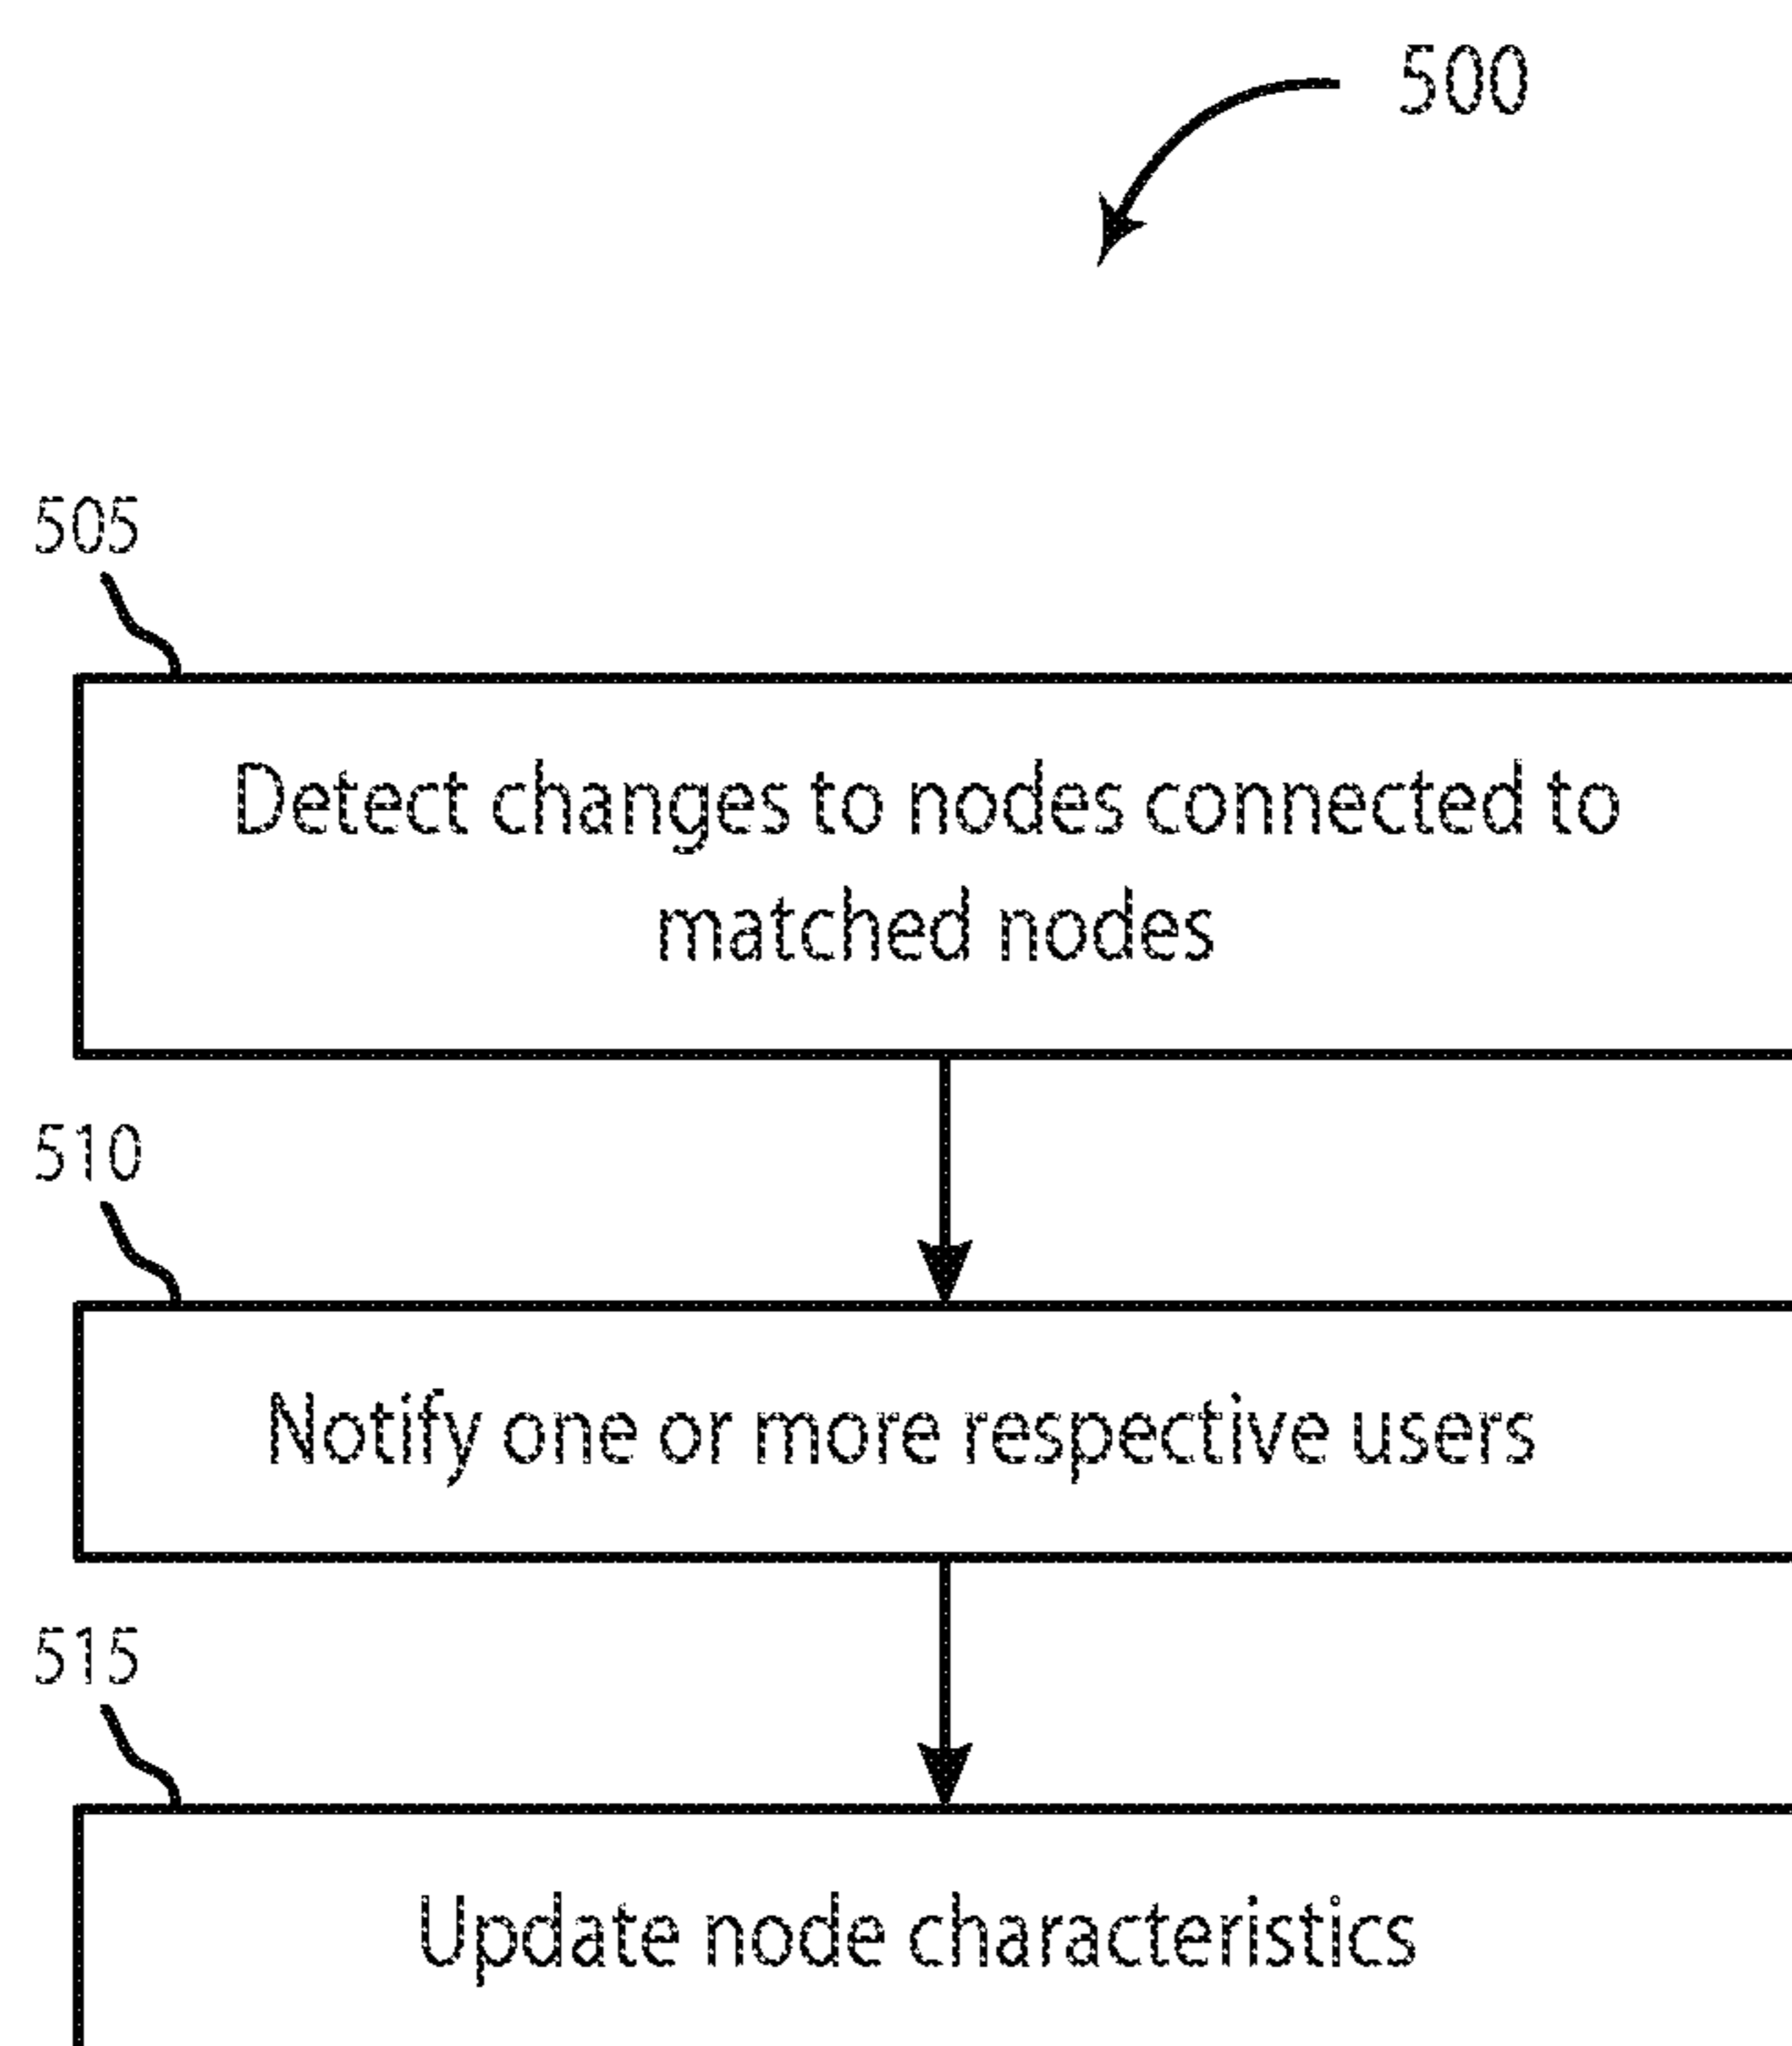 500
505
Detect changes to nodes connected to
matched nodes
510
Notify one or more respective users
515
Update node characteristics